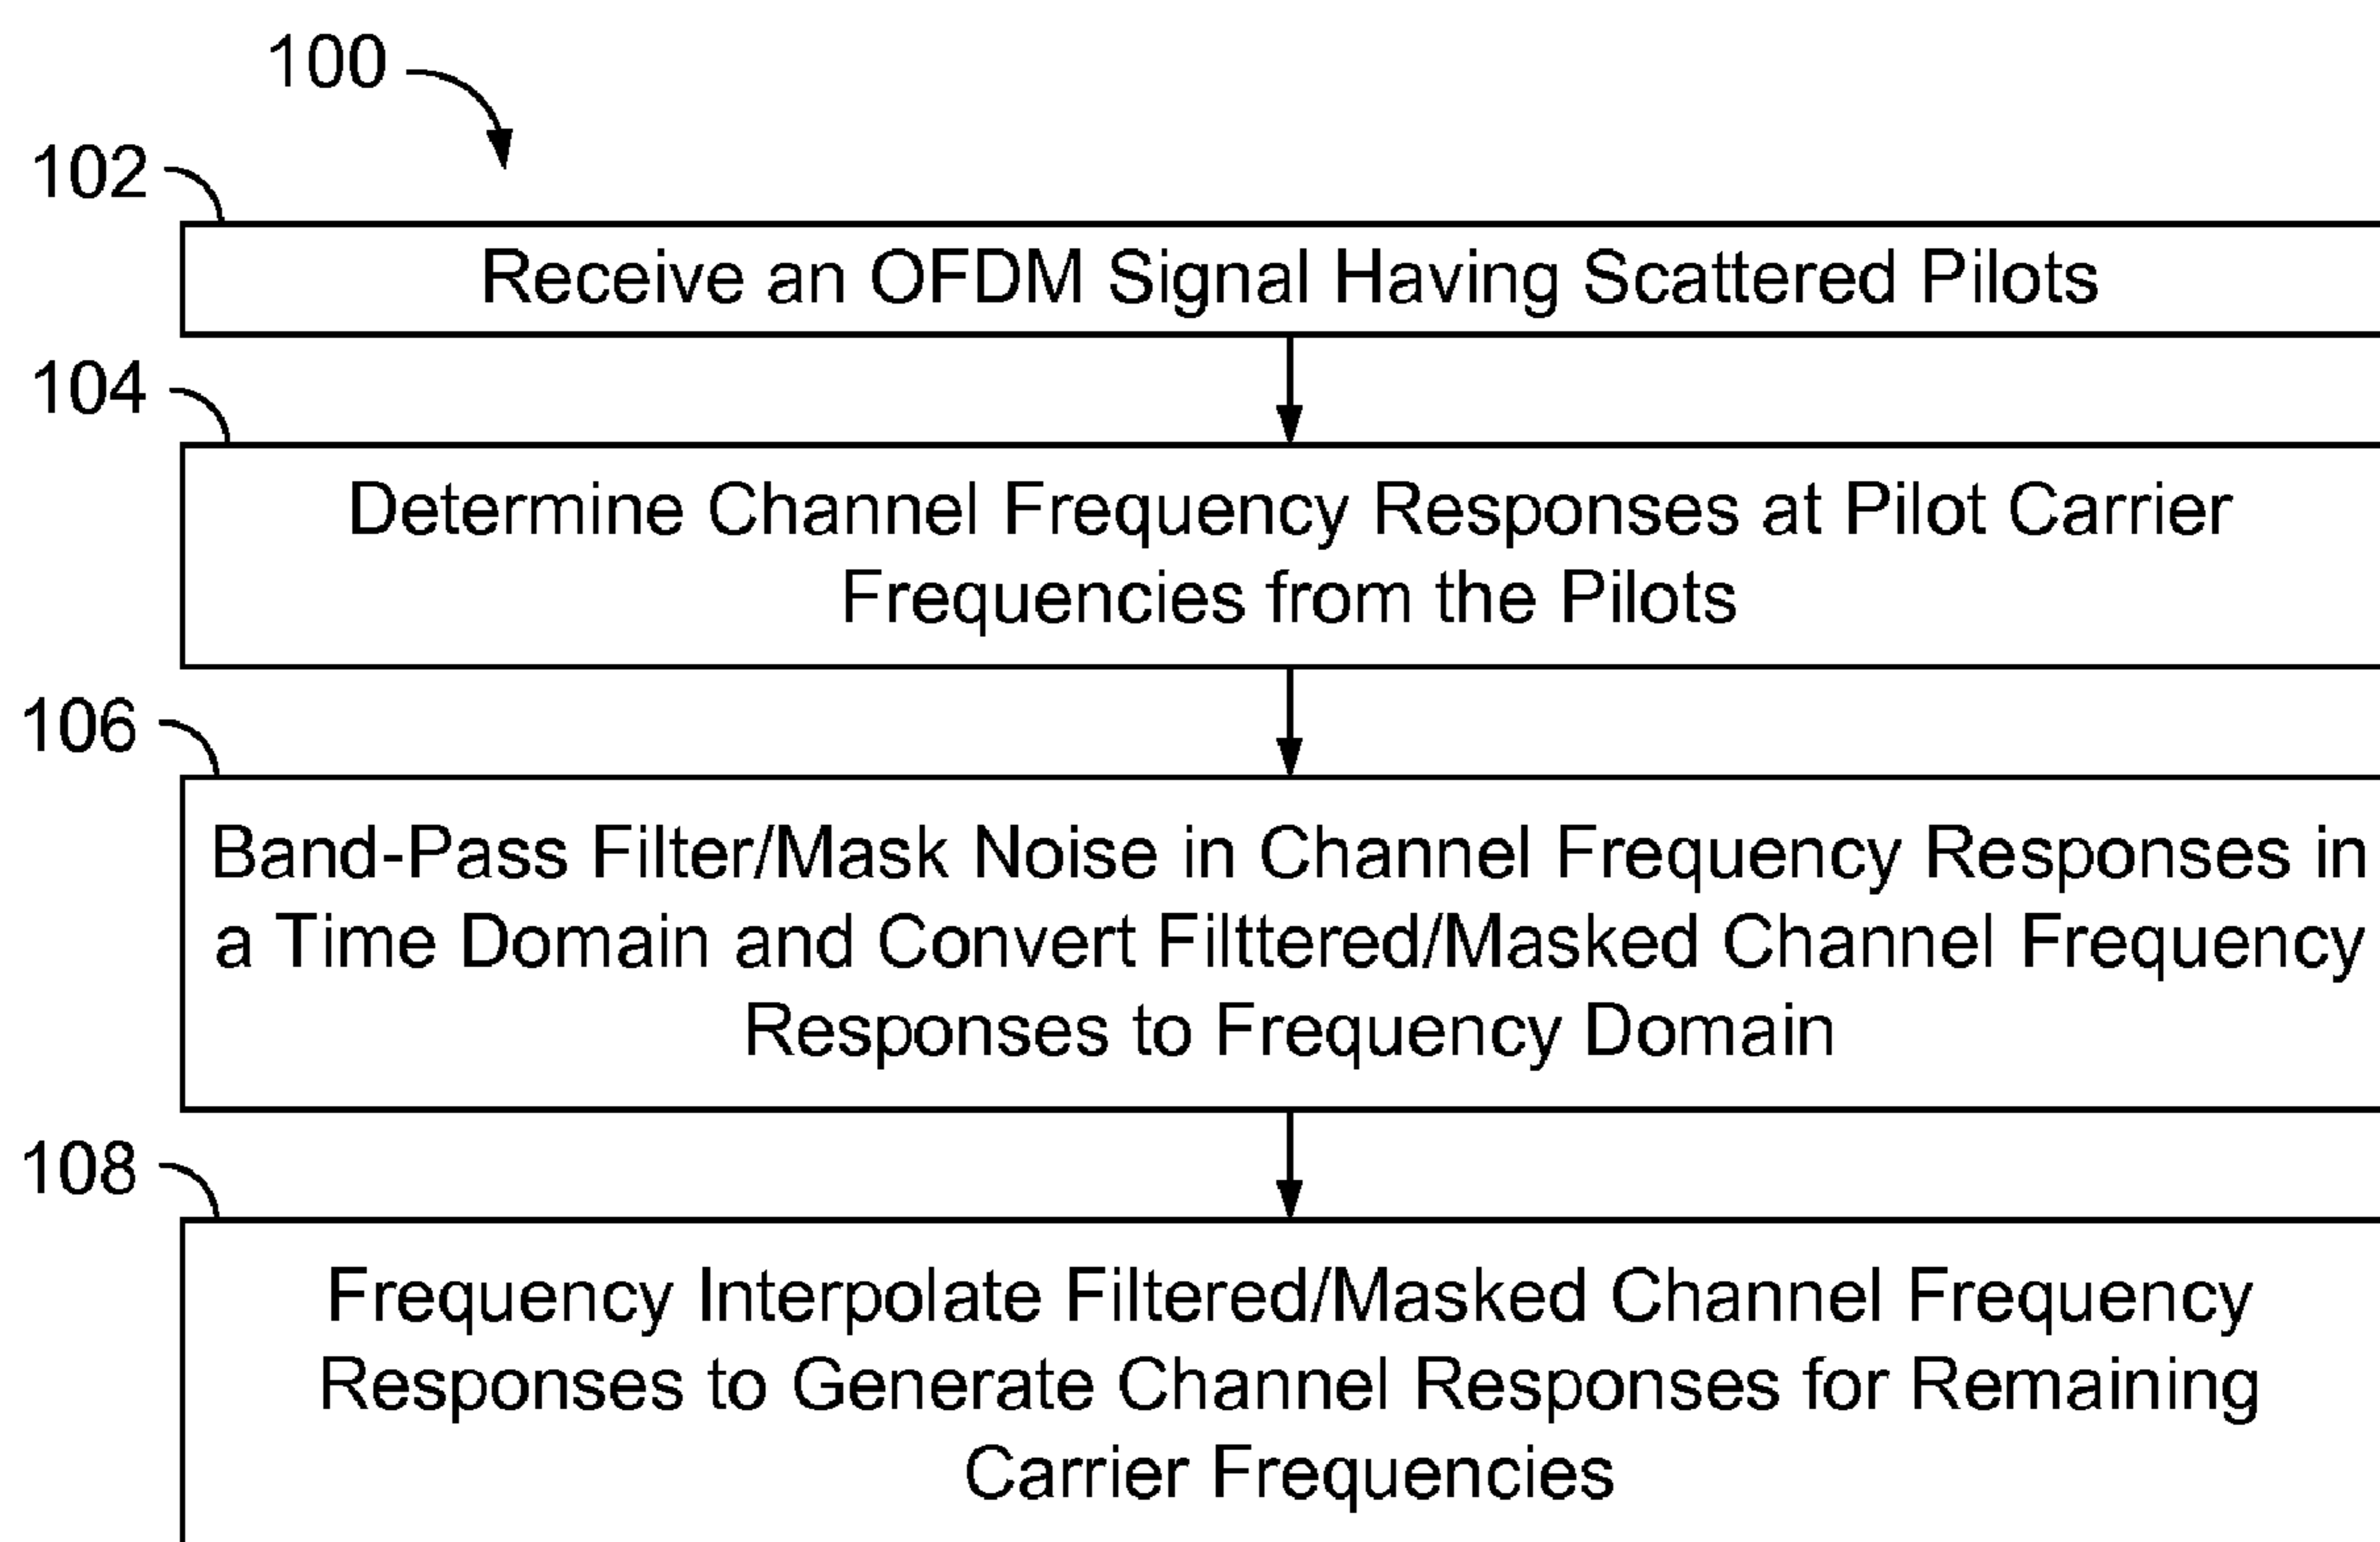 100
102
Receive an OFDM Signal Having Scattered Pilots
104
Determine Channel Frequency Responses at Pilot Carrier
Frequencies from the Pilots
106
Band-Pass Filter/Mask Noise in Channel Frequency Responses in
a Time Domain and Convert Filttered/Masked Channel Frequency
Responses to Frequency Domain
108
Frequency Interpolate Filtered/Masked Channel Frequency
Responses to Generate Channel Responses for Remaining
Carrier Frequencies